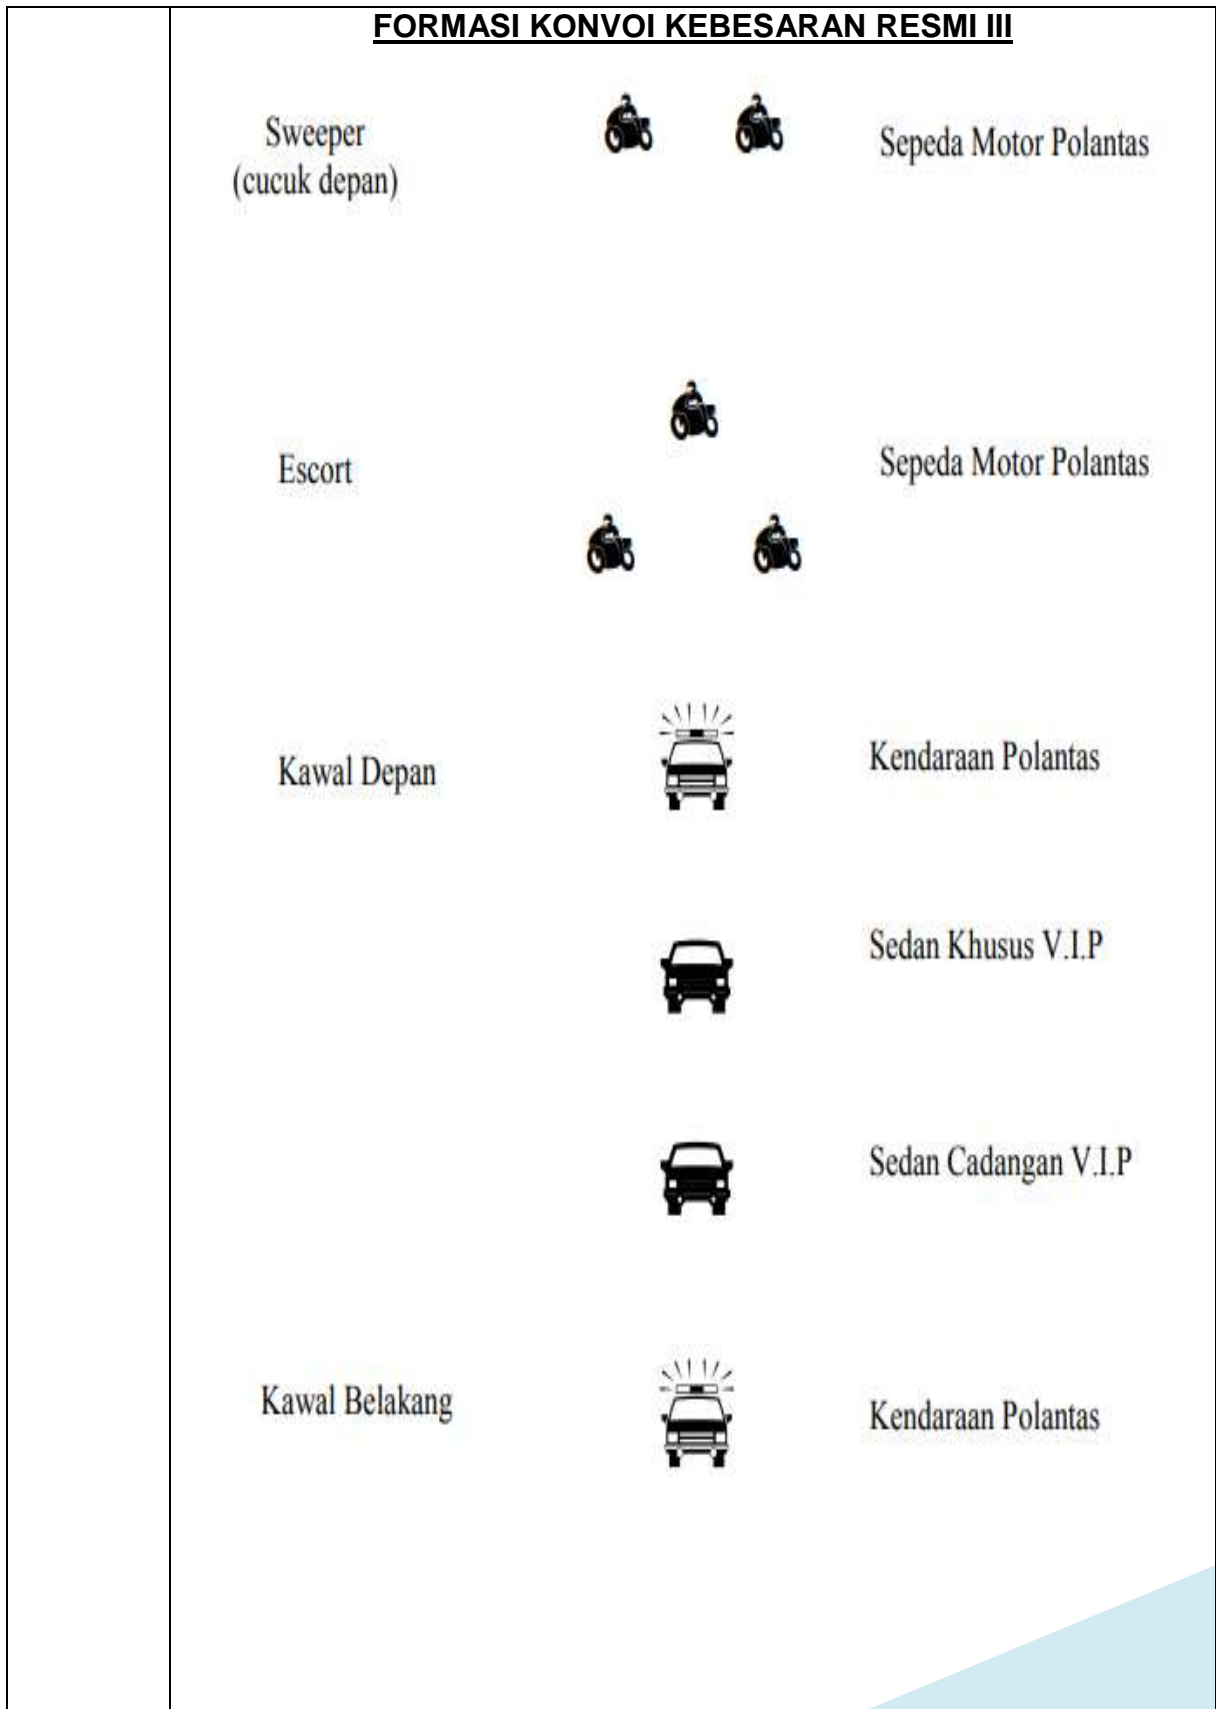 FORMASI KONVOI KEBESARAN RESMI III
Sweeper
(cucuk depan)
Sepeda Motor Polantas
Escort
Sepeda Motor Polantas
Kawal Depan
Kendaraan Polantas
Sedan Khusus V.I.P
Sedan Cadangan V.I.P
Kawal Belakang
Kendaraan Polantas